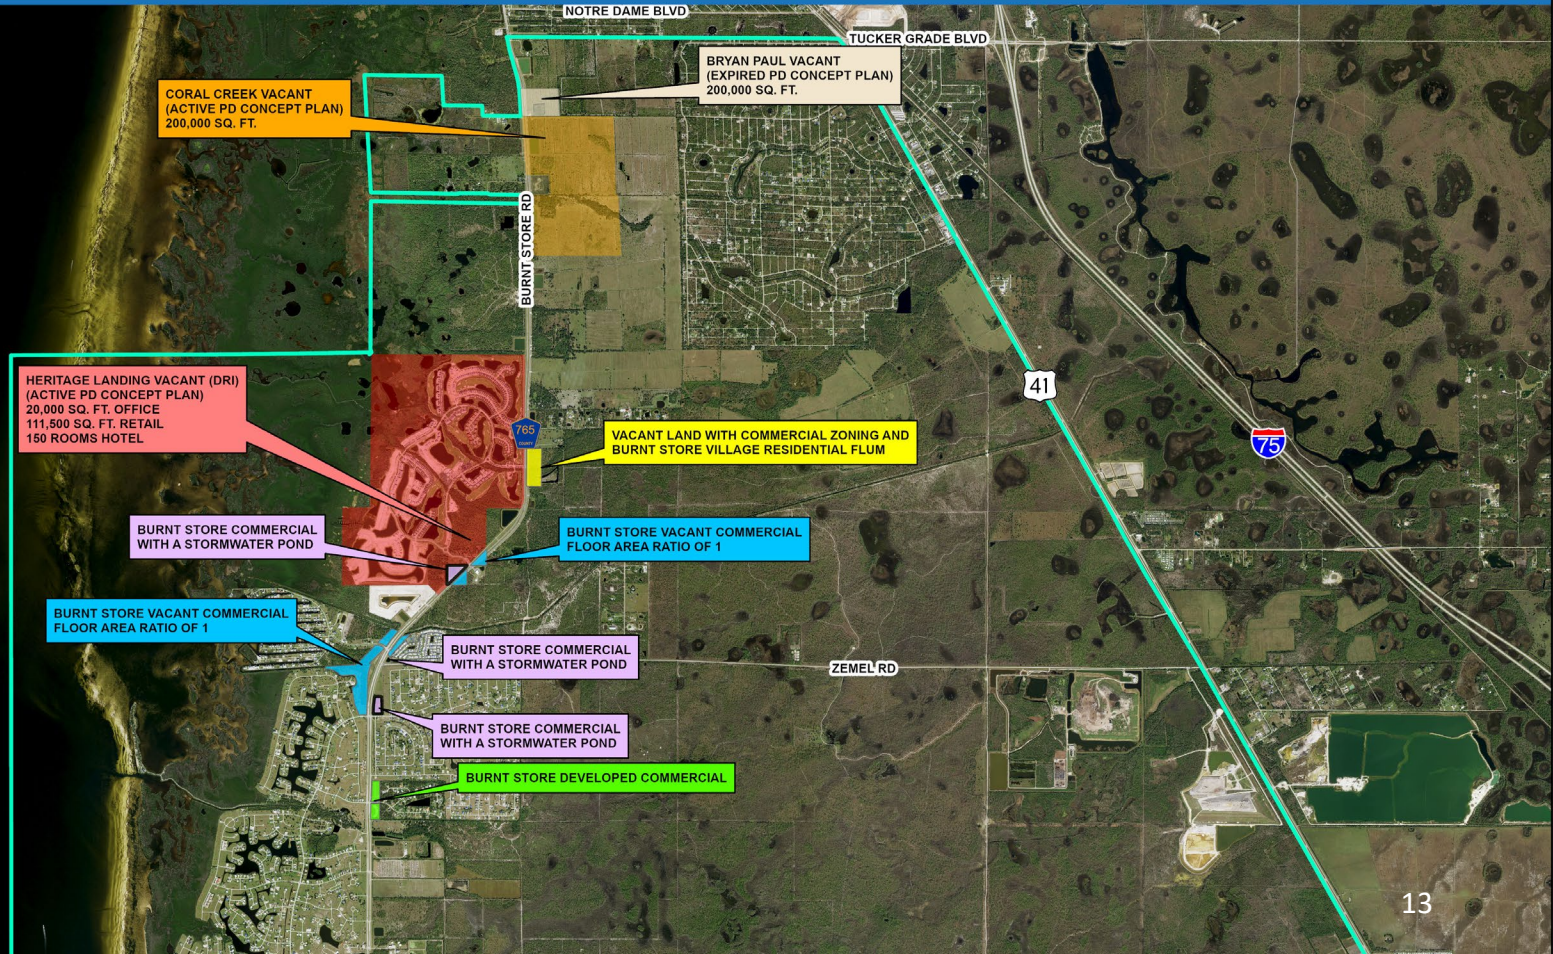 NOTRE DAME BLVD
TUCKER GRADE BLVD
BRYAN PAUL VACANT
(EXPIRED PD CONCEPT PLAN)
200,000 SQ. FT.
CORAL CREEK VACANT
(ACTIVE PD CONCEPT PLAN)
200,000 SQ. FT.
BURNT STORE RD
41
HERITAGE LANDING VACANT (DRI)
(ACTIVE PD CONCEPT PLAN)
20,000 SQ. FT. OFFICE
111,500 SQ. FT. RETAIL
150 ROOMS HOTEL
765
COUNTY
VACANT LAND WITH COMMERCIAL ZONING AND
BURNT STORE VILLAGE RESIDENTIAL FLUM
75
BURNT STORE COMMERCIAL
WITH A STORMWATER POND
BURNT STORE VACANT COMMERCIAL
FLOOR AREA RATIO OF 1
BURNT STORE VACANT COMMERCIAL
FLOOR AREA RATIO OF 1
BURNT STORE COMMERCIAL
WITH A STORMWATER POND
ZEMEL RD
BURNT STORE COMMERCIAL
WITH A STORMWATER POND
BURNT STORE DEVELOPED COMMERCIAL
13